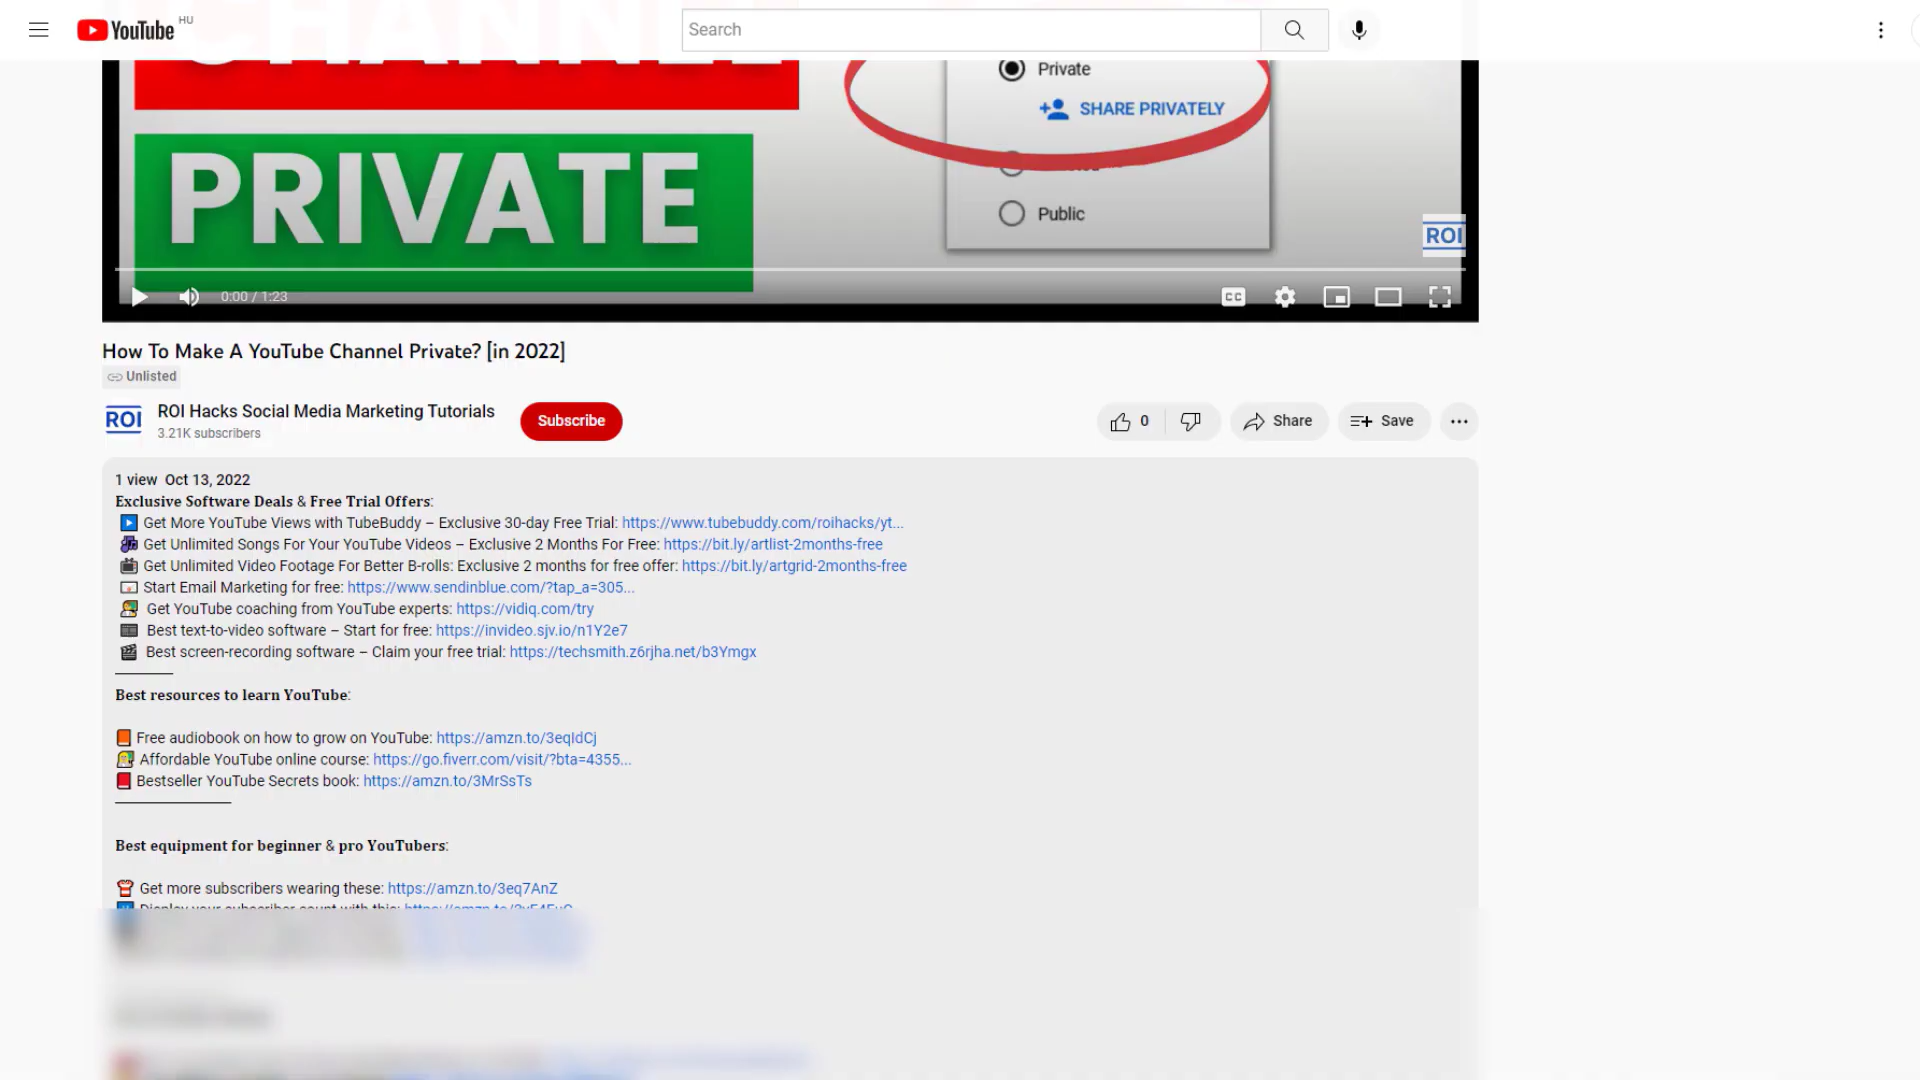 YouTube HU
Search
CHANNEL
Private
SHARE PRIVATELY
PRIVATE
Public
ROI
0:00 / 1:23
CC
How To Make A YouTube Channel Private? [in 2022]
Unlisted
ROI
ROI Hacks Social Media Marketing Tutorials
3.21K subscribers
Subscribe
0
Share
Save
1 view Oct 13, 2022
Exclusive Software Deals & Free Trial Offers:
Get More YouTube Views with TubeBuddy – Exclusive 30-day Free Trial: https://www.tubebuddy.com/roihacks/yt...
Get Unlimited Songs For Your YouTube Videos – Exclusive 2 Months For Free: https://bit.ly/artlist-2months-free
Get Unlimited Video Footage For Better B-rolls: Exclusive 2 months for free offer: https://bit.ly/artgrid-2months-free
Start Email Marketing for free: https://www.sendinblue.com/?tap_a=305...
Get YouTube coaching from YouTube experts: https://vidiq.com/try
Best text-to-video software – Start for free: https://invideo.sjv.io/n1Y2e7
Best screen-recording software – Claim your free trial: https://techsmith.z6rjha.net/b3Ymgx
Best resources to learn YouTube:
Free audiobook on how to grow on YouTube: https://amzn.to/3eqIdCj
Affordable YouTube online course: https://go.fiverr.com/visit/?bta=4355...
Bestseller YouTube Secrets book: https://amzn.to/3MrSsTs
Best equipment for beginner & pro YouTubers:
Get more subscribers wearing these: https://amzn.to/3eq7AnZ
Display your subscriber count with this: